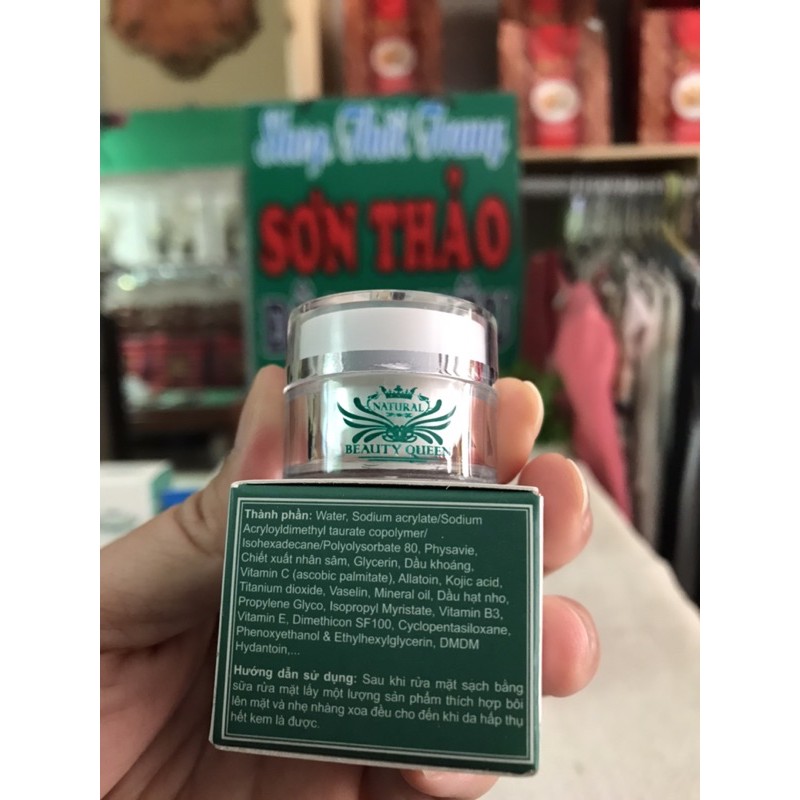 SƠN THẢO
NATURAL
BEAUTY QUEEN
Thành phần: Water, Sodium acrylate/Sodium
Acryloyldimethyl taurate copolymer/
Isohexadecane/Polyolysorbate 80, Physavie,
Chiết xuất nhân sâm, Glycerin, Dầu khoáng,
Vitamin C (ascobic palmitate), Allatoin, Kojic acid,
Titanium dioxide, Vaselin, Mineral oil, Dầu hạt nho,
Propylene Glyco, Isopropyl Myristate, Vitamin B3,
Vitamin E, Dimethicon SF100, Cyclopentasiloxane,
Phenoxyethanol & Ethylhexylglycerin, DMDM
Hydantoin,...
Hướng dẫn sử dụng: Sau khi rửa mặt sạch bằng
sữa rửa mặt lấy một lượng sản phẩm thích hợp bôi
lên mặt và nhẹ nhàng xoa đều cho đến khi da hấp thụ
hết kem là được.